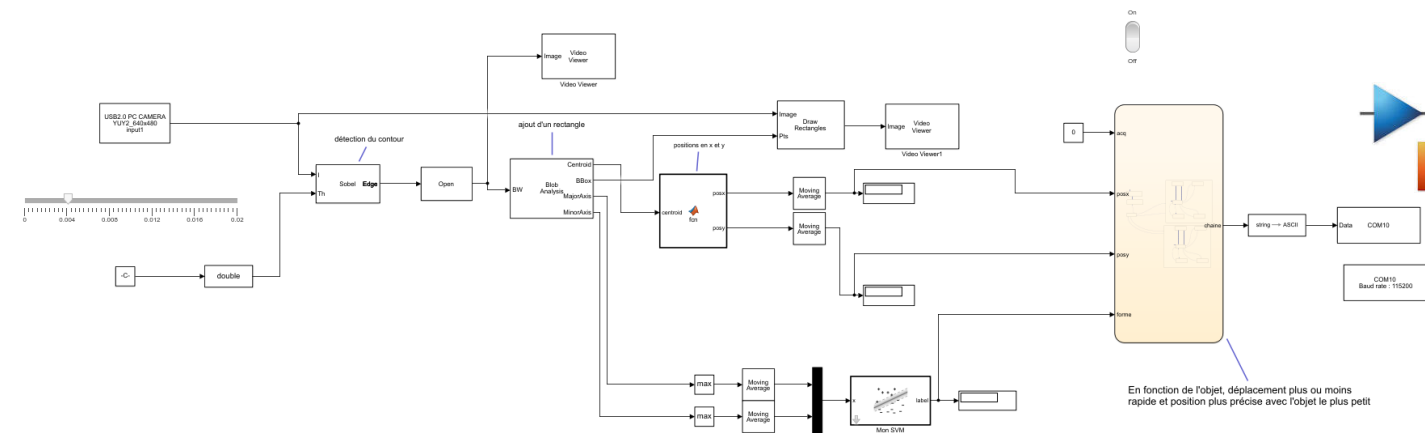 On
Off
Image
Video
Viewer
Video Viewer
USB2.0 PC CAMERA
YUY2_640x480
input1
détection du contour
ajout d'un rectangle
positions en x et y
Image
Pts
Draw
Rectangles
Image
Video
Viewer
Video Viewer1
I
Th
Sobel
Edge
Open
BW
Blob
Analysis
Centroid
BBox
MajorAxis
MinorAxis
centroid
fcn
posx
posy
Moving
Average
Moving
Average
0
acq
posx
posy
forme
chaine
string → ASCII
Data
COM10
COM10
Baud rate : 115200
0
0.004
0.008
0.012
0.016
0.02
-C-
double
max
Moving
Average
max
Moving
Average
x
label
Mon SVM
En fonction de l'objet, déplacement plus ou moins
rapide et position plus précise avec l'objet le plus petit